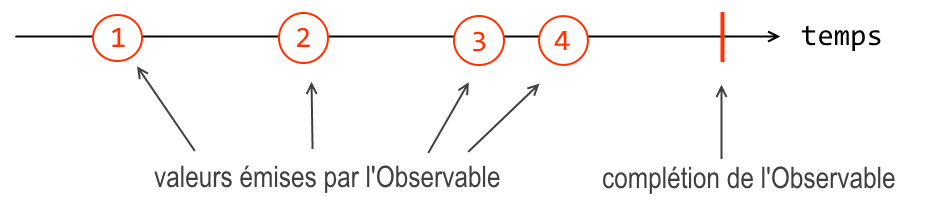 1 2 3 4 temps
valeurs émises par l'Observable complétion de l'Observable